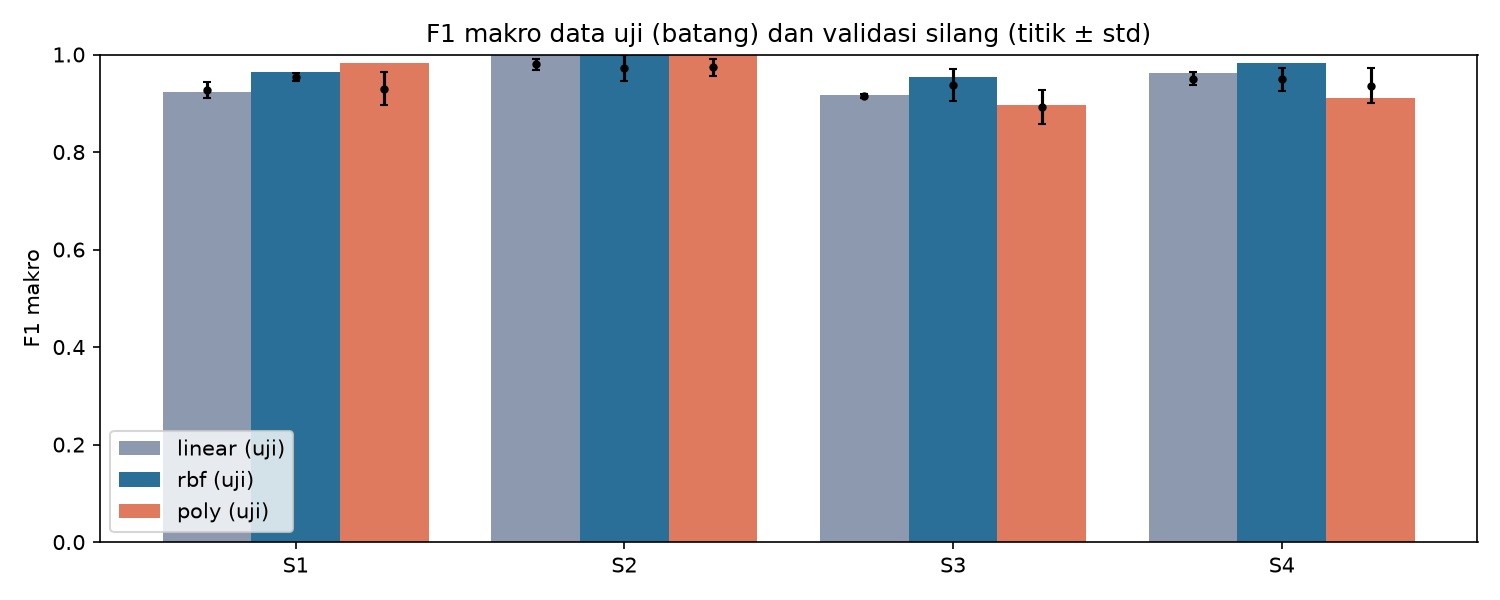 F1 makro data uji (batang) dan validasi silang (titik ± std)
F1 makro
1.0
0.8
0.6
0.4
0.2
0.0
linear (uji)
rbf (uji)
poly (uji)
S1
S2
S3
S4